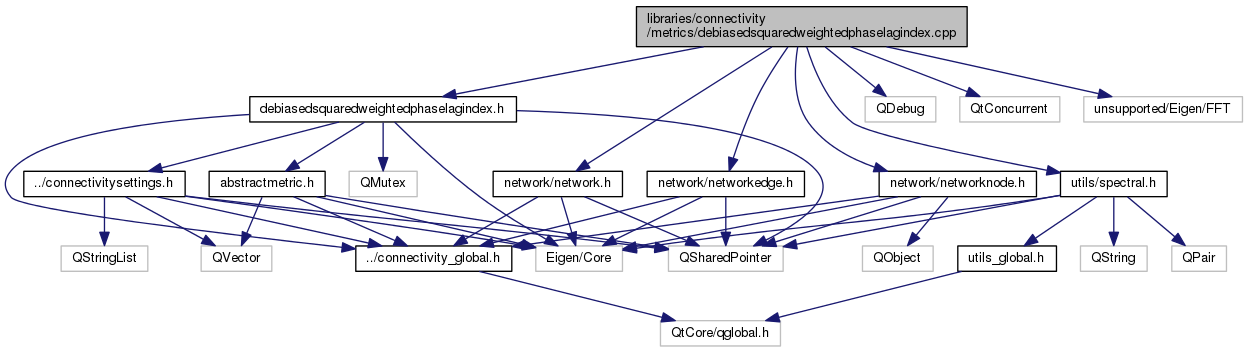 libraries/connectivity
/metrics/debiasedsquaredweightedphaselagindex.cpp
debiasedsquaredweightedphaselagindex.h
QDebug
QtConcurrent
unsupported/Eigen/FFT
../connectivitysettings.h
abstractmetric.h
QMutex
network/network.h
network/networkedge.h
network/networknode.h
utils/spectral.h
QStringList
QVector
../connectivity_global.h
Eigen/Core
QSharedPointer
QObject
utils_global.h
QString
QPair
QtCore/qglobal.h